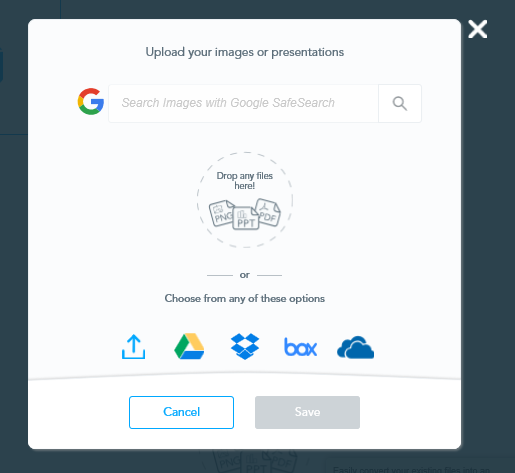 Upload your images or presentations
Search Images with Google SafeSearch
Drop any files
here!
PNG
PPT
PDF
or
Choose from any of these options
box
Cancel
Save
PPT